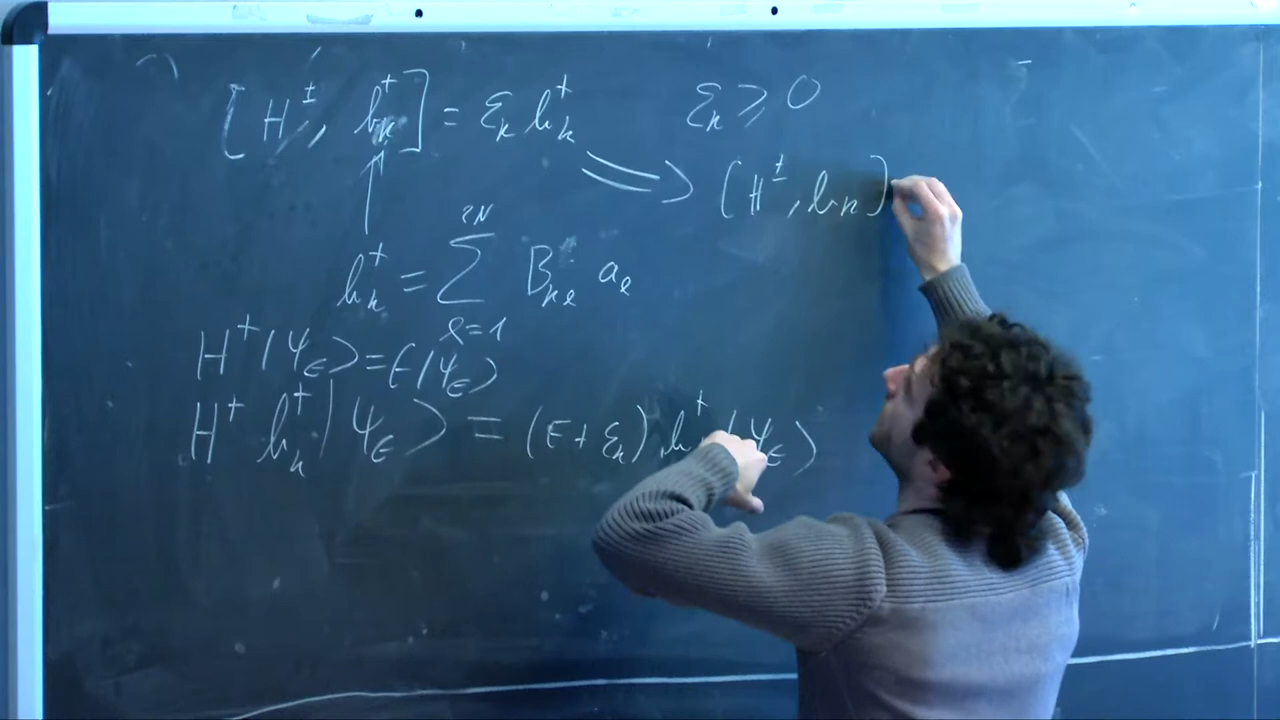 [H^±, b_k^+] = ε_k b_k^+   ε_k ⩾ 0
⟹ [H^±, b_k]
↑
b_k^+ = ∑_{l=1}^{2N} B_{kl} a_l
H^+ |Ψ_E⟩ = E |Ψ_E⟩
H^+ b_k^+ |Ψ_E⟩ = (E + ε_k) b_k^+ |Ψ_E⟩